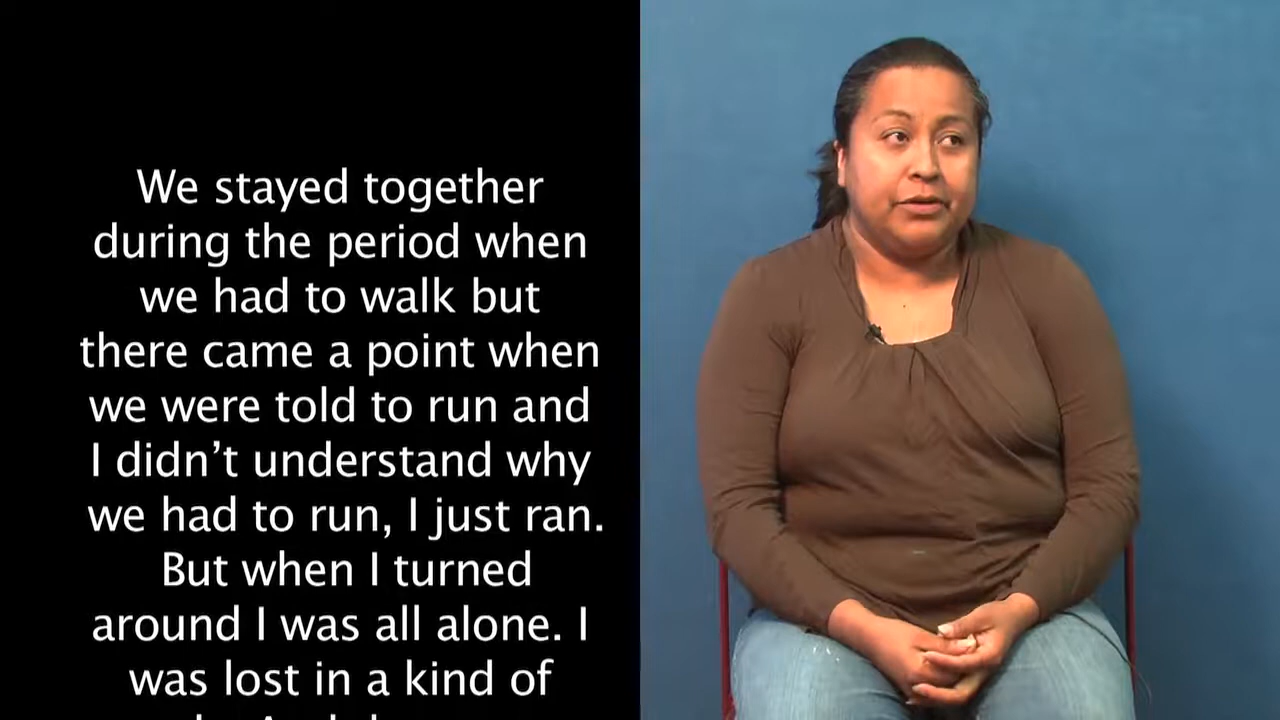 We stayed together
during the period when
we had to walk but
there came a point when
we were told to run and
I didn’t understand why
we had to run, I just ran.
But when I turned
around I was all alone. I
was lost in a kind of